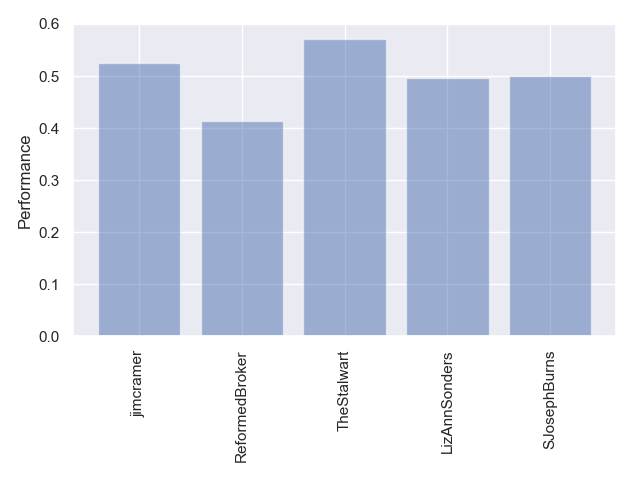 0.6
0.5
0.4
0.3
0.2
0.1
0.0
Performance
jimcramer
ReformedBroker
TheStalwart
LizAnnSonders
SJosephBurns